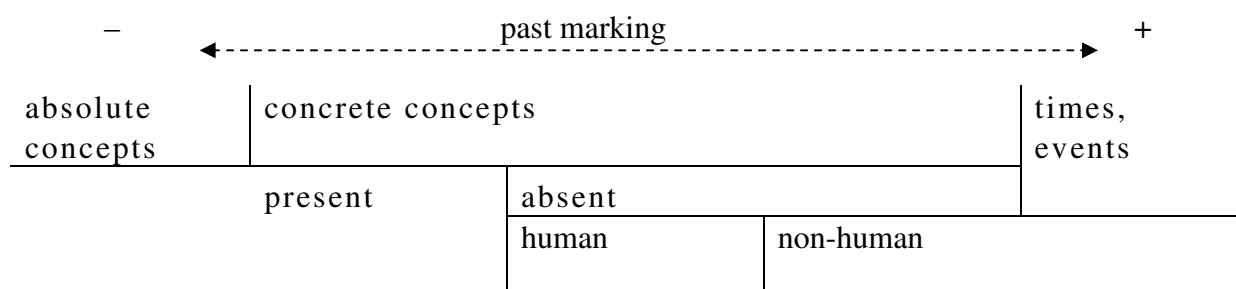 – past marking +
absolute concrete concepts times,
concepts events
present absent
human non-human